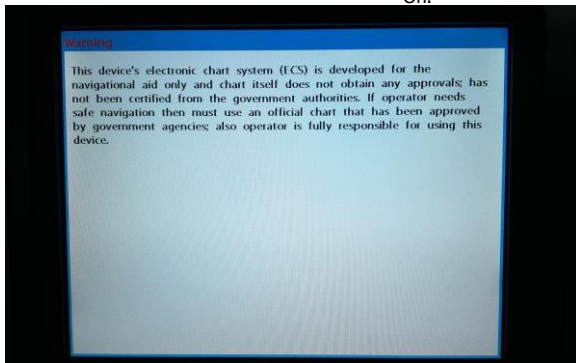 On.
Warning
This device's electronic chart system (ECS) is developed for the
navigational aid only and chart itself does not obtain any approvals; has
not been certified from the government authorities. If operator needs
safe navigation then must use an official chart that has been approved
by government agencies; also operator is fully responsible for using this
device.